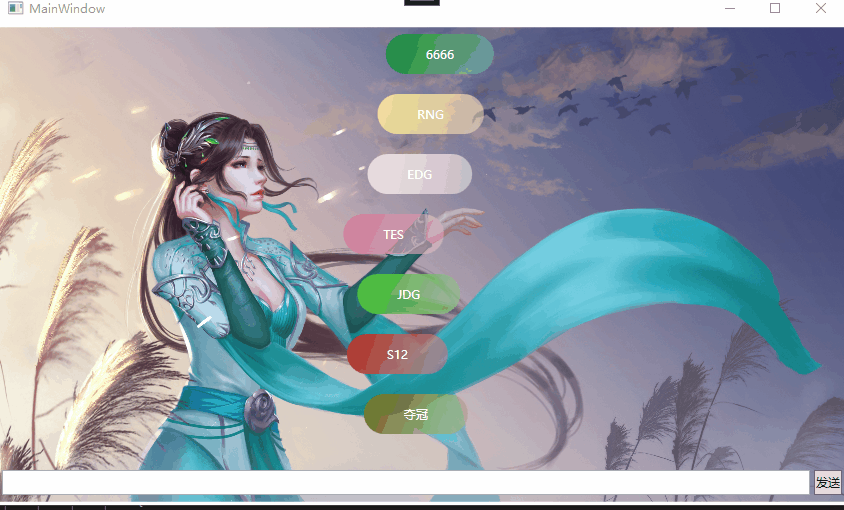 MainWindow
6666
RNG
EDG
TES
JDG
S12
夺冠
发送